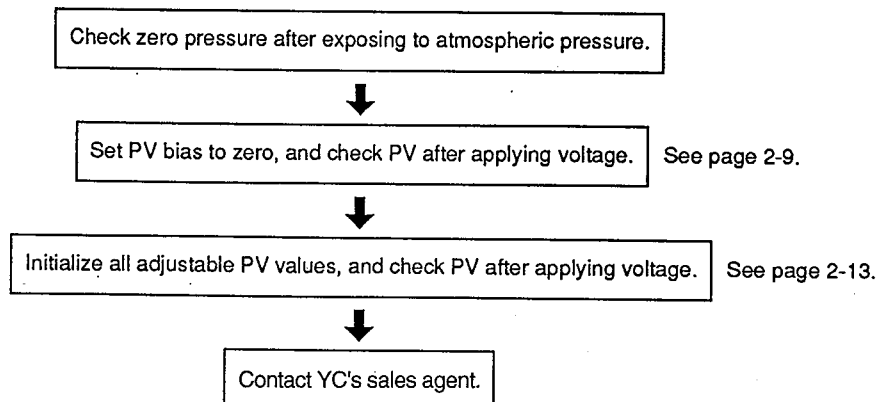 Check zero pressure after exposing to atmospheric pressure.
Set PV bias to zero, and check PV after applying voltage. See page 2-9.
Initialize all adjustable PV values, and check PV after applying voltage. See page 2-13.
Contact YC's sales agent.